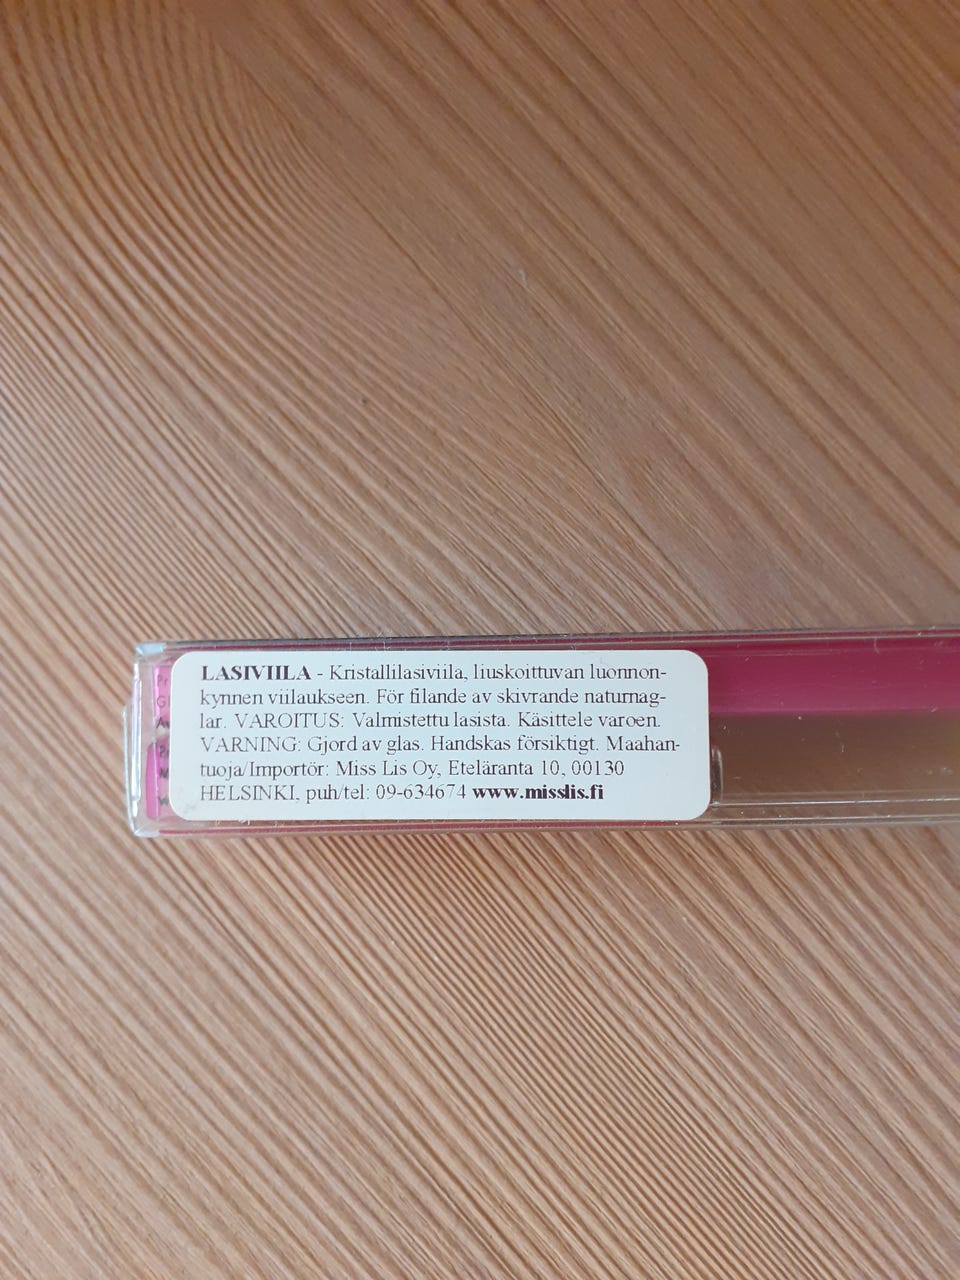 LASIVIILA - Kristallilasiviila, liuskoittuvan luonnon-
kynnen viilaukseen. För filande av skivrande naturnag-
lar. VAROITUS: Valmistettu lasista. Käsittele varoen.
VARNING: Gjord av glas. Handskas försiktigt. Maahan-
tuoja/Importör: Miss Lis Oy, Eteläranta 10, 00130
HELSINKI, puh/tel: 09-634674 www.misslis.fi